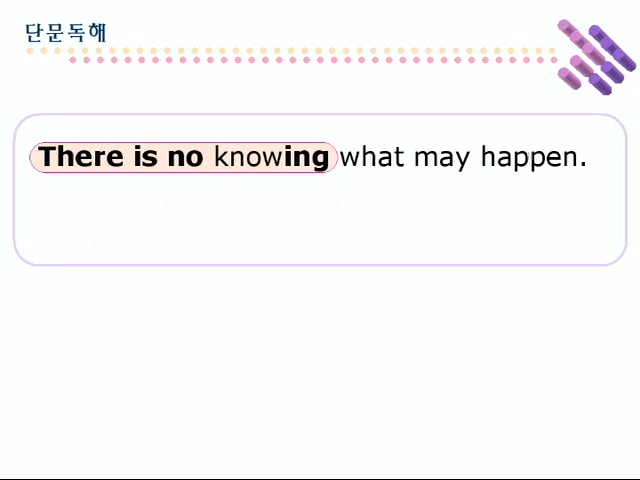 단문독해
There is no knowing what may happen.